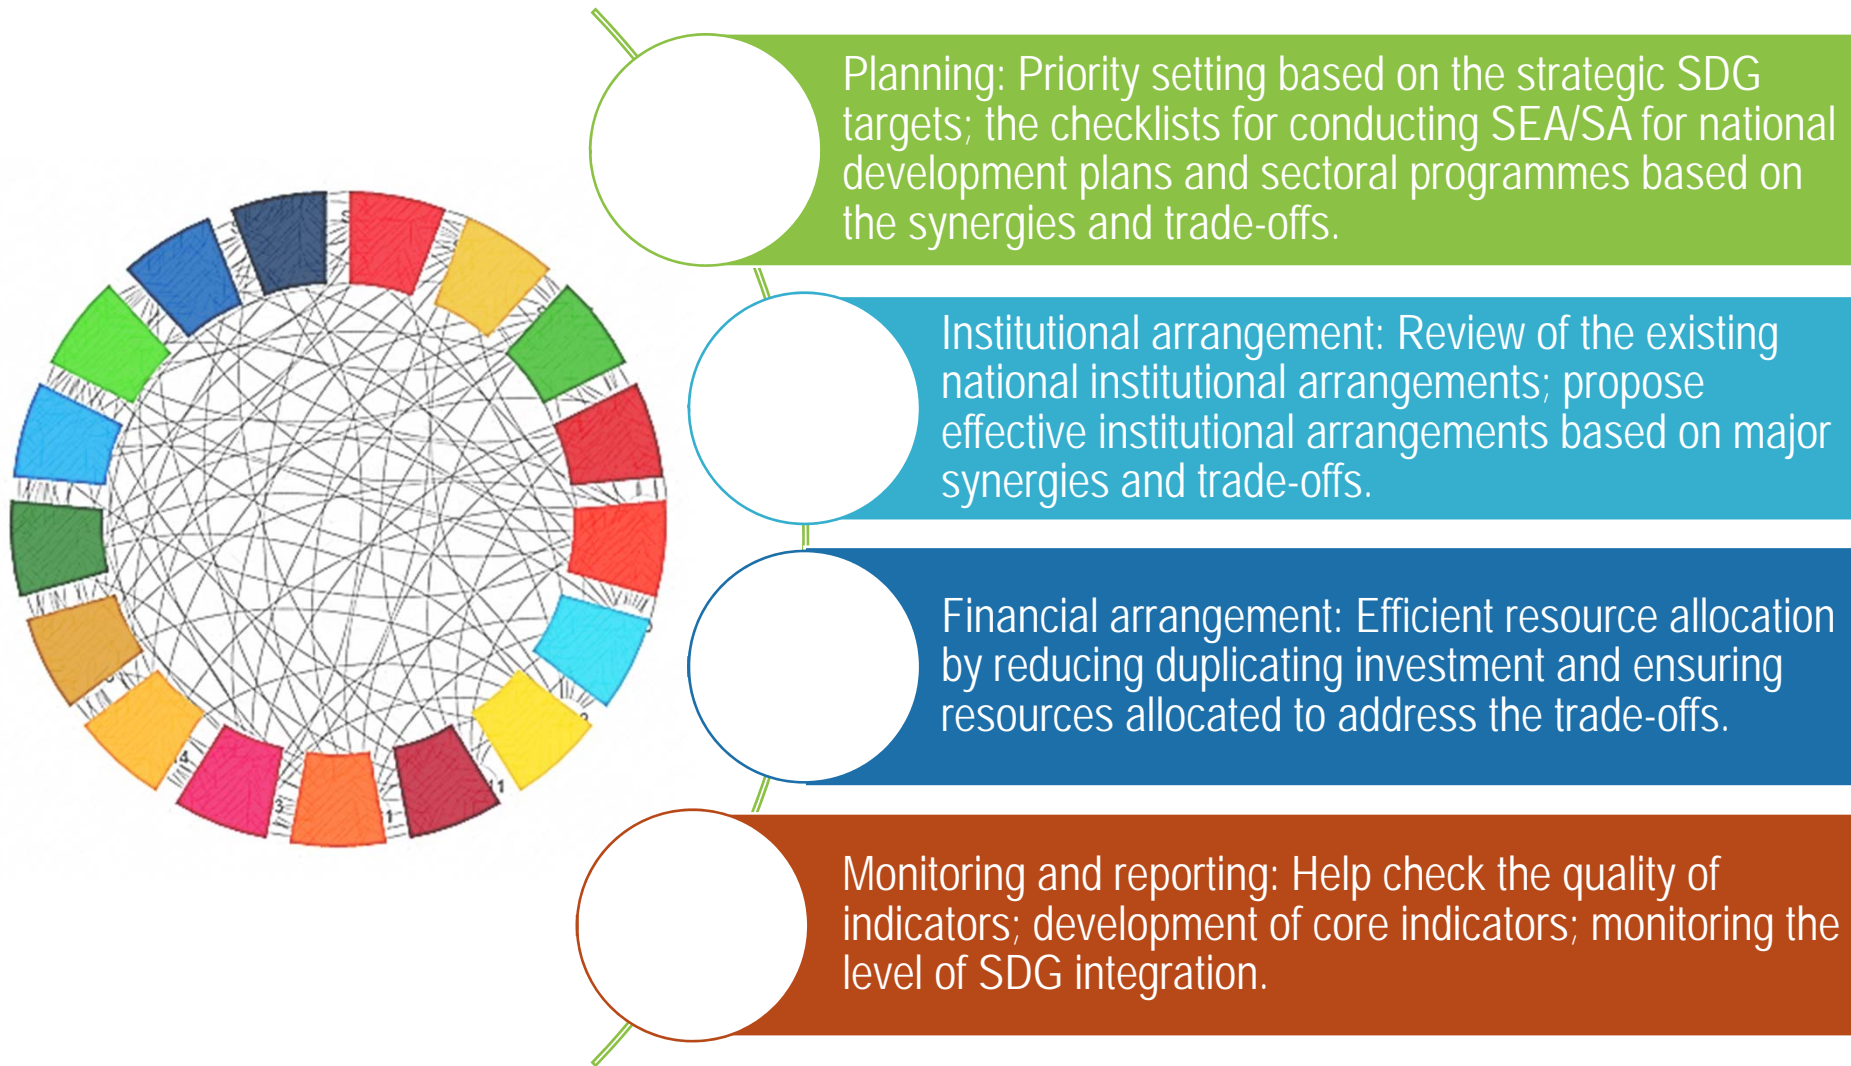 Planning: Priority setting based on the strategic SDG
targets; the checklists for conducting SEA/SA for national
development plans and sectoral programmes based on
the synergies and trade-offs.
Institutional arrangement: Review of the existing
national institutional arrangements; propose
effective institutional arrangements based on major
synergies and trade-offs.
Financial arrangement: Efficient resource allocation
by reducing duplicating investment and ensuring
resources allocated to address the trade-offs.
Monitoring and reporting: Help check the quality of
indicators; development of core indicators; monitoring the
level of SDG integration.